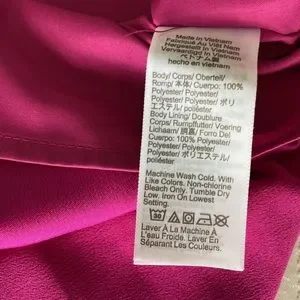 Made In Vietnam
Fabriqué Au Viêt Nam
Hergestellt In Vietnam
Vervaardigd In Vietnam
ベトナム製
hecho en vietnam
Body/ Corps/ Oberteil/
Romp/ 本体/ Cuerpo: 100%
Polyester/ Polyester/
Polyester/ Polyester/ ポリ
エステル/ poliéster
Body Lining/ Doublure
Corps/ Rumpffutter/ Voering
Lichaam/ 胴裏/ Forro Del
Cuerpo: 100% Polyester/
Polyester/ Polyester/
Polyester/ ポリエステル/
poliéster
Machine Wash Cold. With
Like Colors. Non-chlorine
Bleach Only. Tumble Dry
Low. Iron On Lowest
Setting.
30
Laver À La Machine À
L'eau Froide. Laver En
Séparant Les Couleurs.